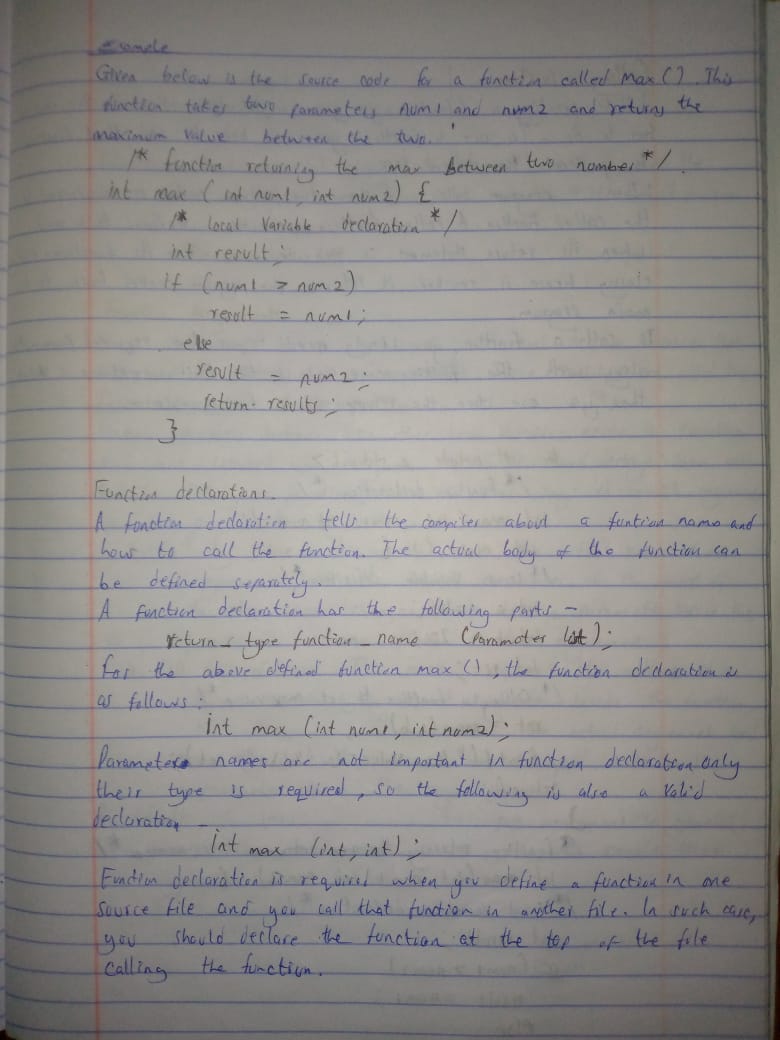 Example
Given below is the source code for a function called max(). This
function takes two parameters num1 and num2 and returns the
maximum value between the two.
/* function returning the max between two number */
int max (int num1, int num2) {
/* local variable declaration */
int result;
if (num1 > num2)
result = num1;
else
result = num2;
return results;
}
Function declarations.
A function declaration tells the compiler about a funtion name and
how to call the function. The actual body of the function can
be defined separately.
A function declaration has the following parts -
return_type function_name (Parameter list);
For the above defined function max(), the function declaration is
as follows:
int max (int num1, int num2);
Parameters names are not important in function declaration only
their type is required, so the following is also a valid
declaration -
int max (int, int);
Function declaration is required when you define a function in one
source file and you call that function in another file. In such case,
you should declare the function at the top of the file
calling the function.